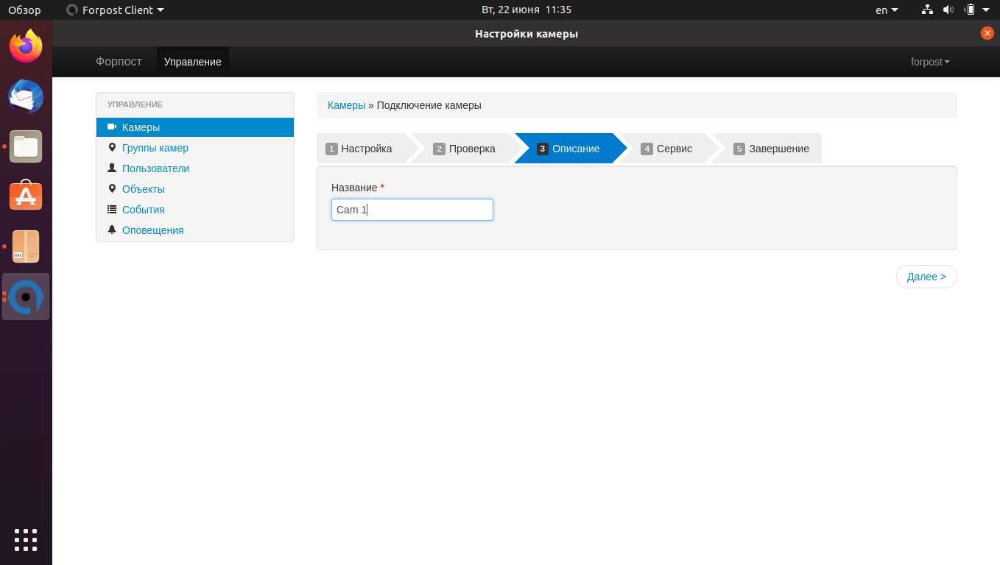 Обзор Forpost Client Вт, 22 июня 11:35 en
Настройки камеры
Форпост Управление forpost
УПРАВЛЕНИЕ
Камеры
Группы камер
Пользователи
Объекты
События
Оповещения
Камеры » Подключение камеры
1 Настройка 2 Проверка 3 Описание 4 Сервис 5 Завершение
Название *
Cam 1
Далее >